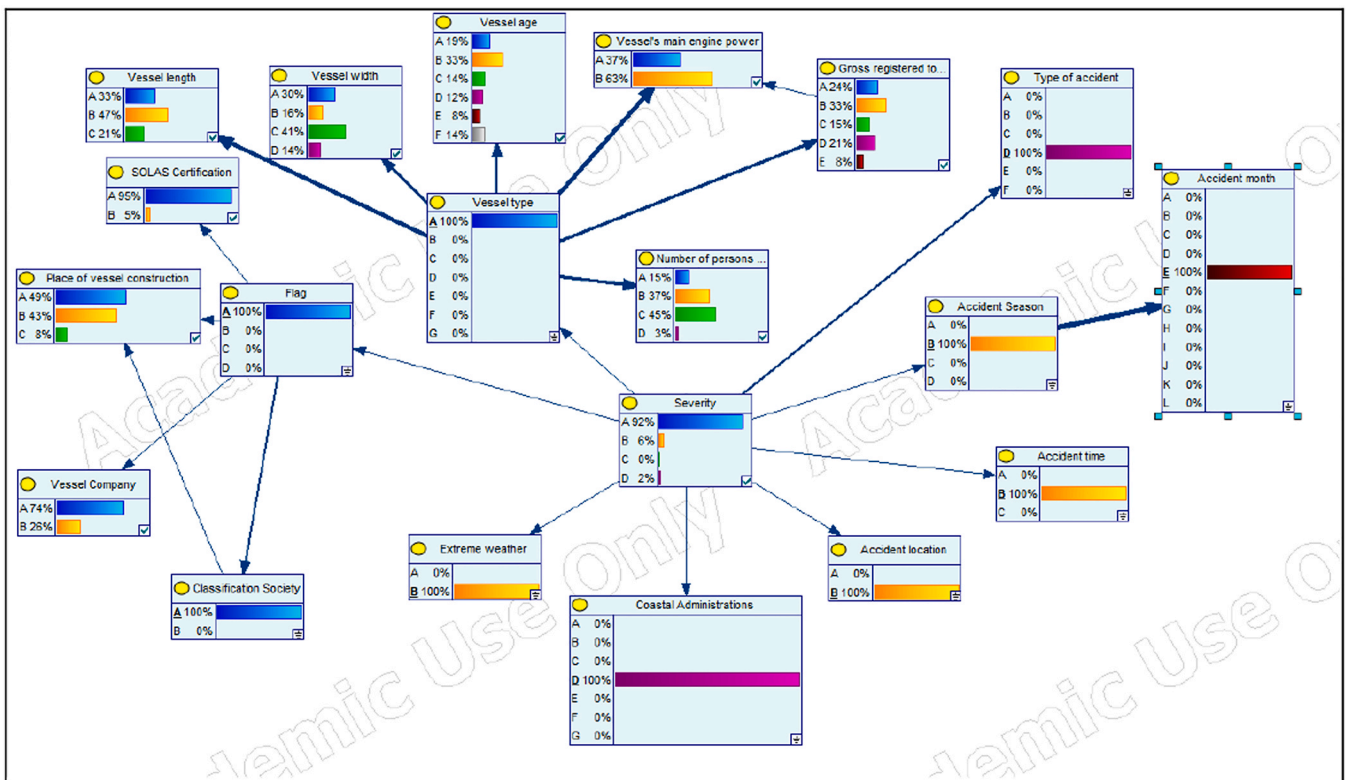 Vessel age
A 19%
B 33%
C 14%
D 12%
E 8%
F 14%
Vessel's main engine power
A 37%
B 63%
Gross registered to...
A 24%
B 33%
C 15%
D 21%
E 8%
Type of accident
A 0%
B 0%
C 0%
D 100%
E 0%
F 0%
Vessel length
A 33%
B 47%
C 21%
Vessel width
A 30%
B 16%
C 41%
D 14%
SOLAS Certification
A 95%
B 5%
Vessel type
A 100%
B 0%
C 0%
D 0%
E 0%
F 0%
G 0%
Accident month
A 0%
B 0%
C 0%
D 0%
E 100%
F 0%
G 0%
H 0%
I 0%
J 0%
K 0%
L 0%
Number of persons ...
A 15%
B 37%
C 45%
D 3%
Place of vessel construction
A 49%
B 43%
C 8%
Flag
A 100%
B 0%
C 0%
D 0%
Accident Season
A 0%
B 100%
C 0%
D 0%
Severity
A 92%
B 6%
C 0%
D 2%
Accident time
A 0%
B 100%
C 0%
Vessel Company
A 74%
B 26%
Extreme weather
A 0%
B 100%
Accident location
A 0%
B 100%
Classification Society
A 100%
B 0%
Coastal Administrations
A 0%
B 0%
C 0%
D 100%
E 0%
F 0%
G 0%
Academic Use Only
Academic Use Only
demic Use Only